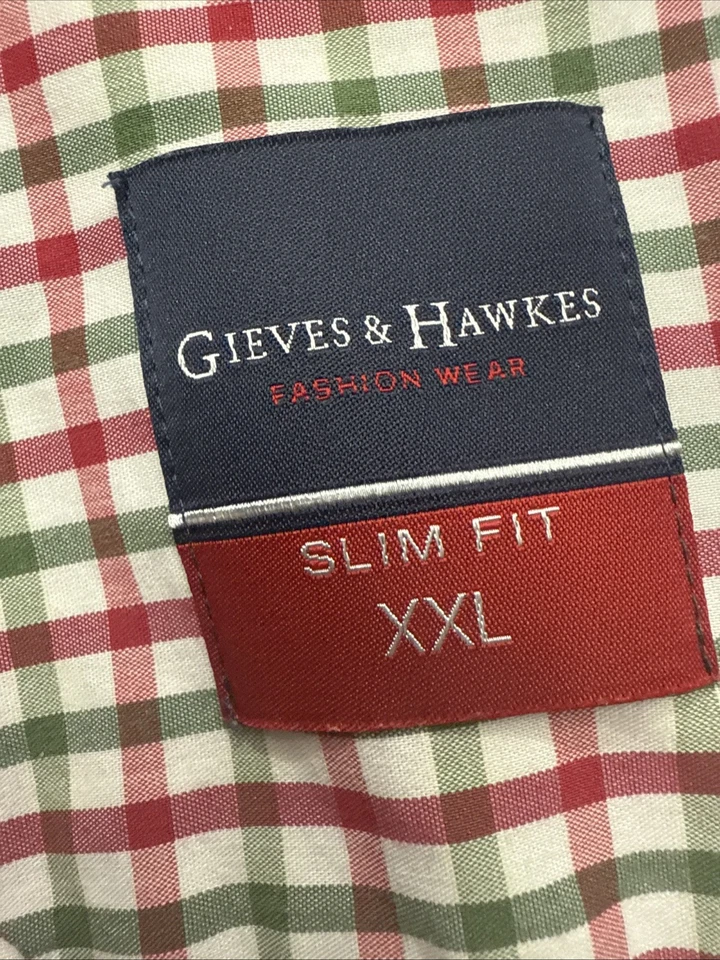 GIEVES & HAWKES
FASHION WEAR
SLIM FIT
XXL